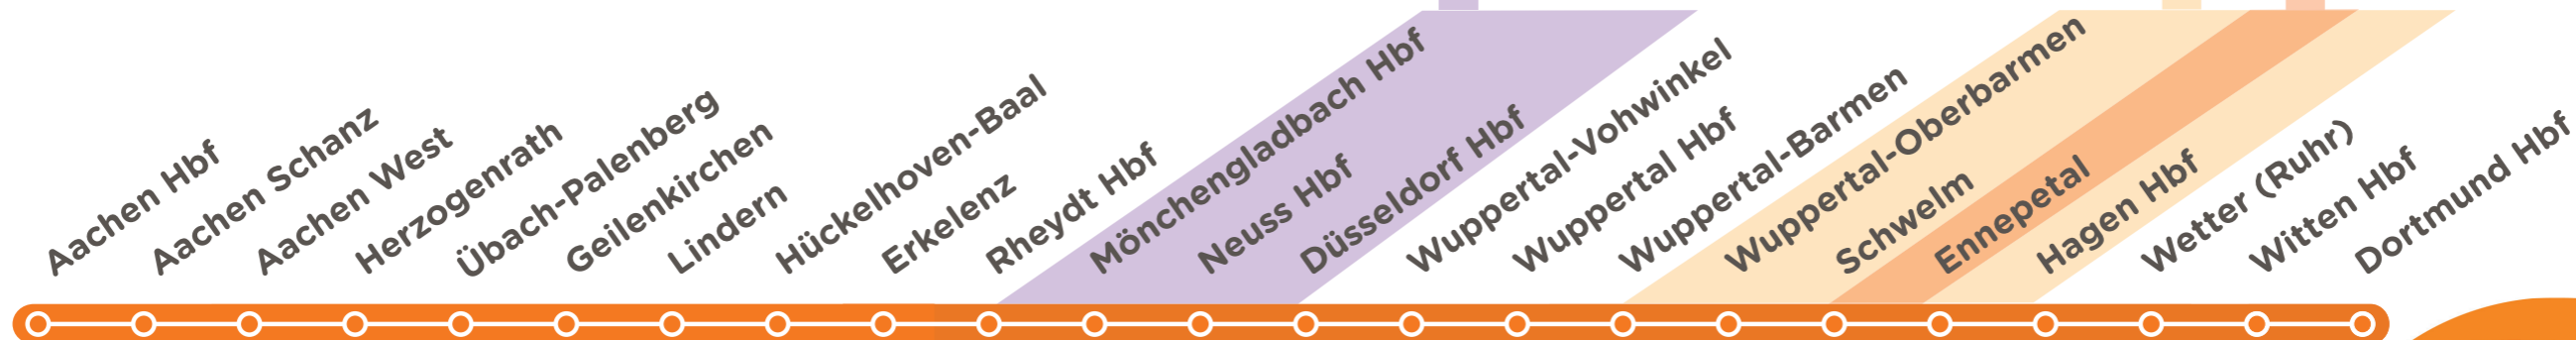 Aachen Hbf
Aachen Schanz
Aachen West
Herzogenrath
Übach-Palenberg
Geilenkirchen
Lindern
Hückelhoven-Baal
Erkelenz
Rheydt Hbf
Mönchengladbach Hbf
Neuss Hbf
Düsseldorf Hbf
Wuppertal-Vohwinkel
Wuppertal Hbf
Wuppertal-Barmen
Wuppertal-Oberbarmen
Schwelm
Ennepetal
Hagen Hbf
Wetter (Ruhr)
Witten Hbf
Dortmund Hbf